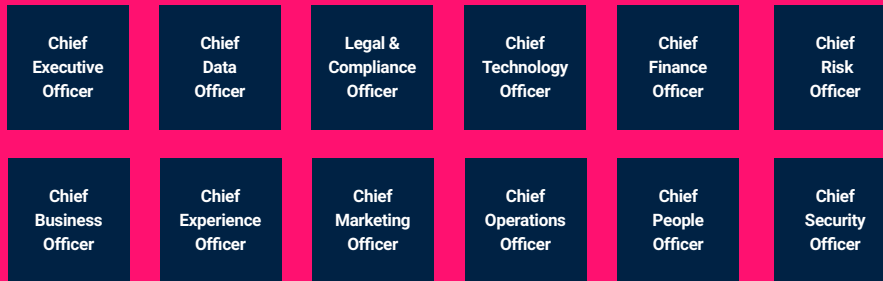 Chief
Executive
Officer
Chief
Data
Officer
Legal &
Compliance
Officer
Chief
Technology
Officer
Chief
Finance
Officer
Chief
Risk
Officer
Chief
Business
Officer
Chief
Experience
Officer
Chief
Marketing
Officer
Chief
Operations
Officer
Chief
People
Officer
Chief
Security
Officer